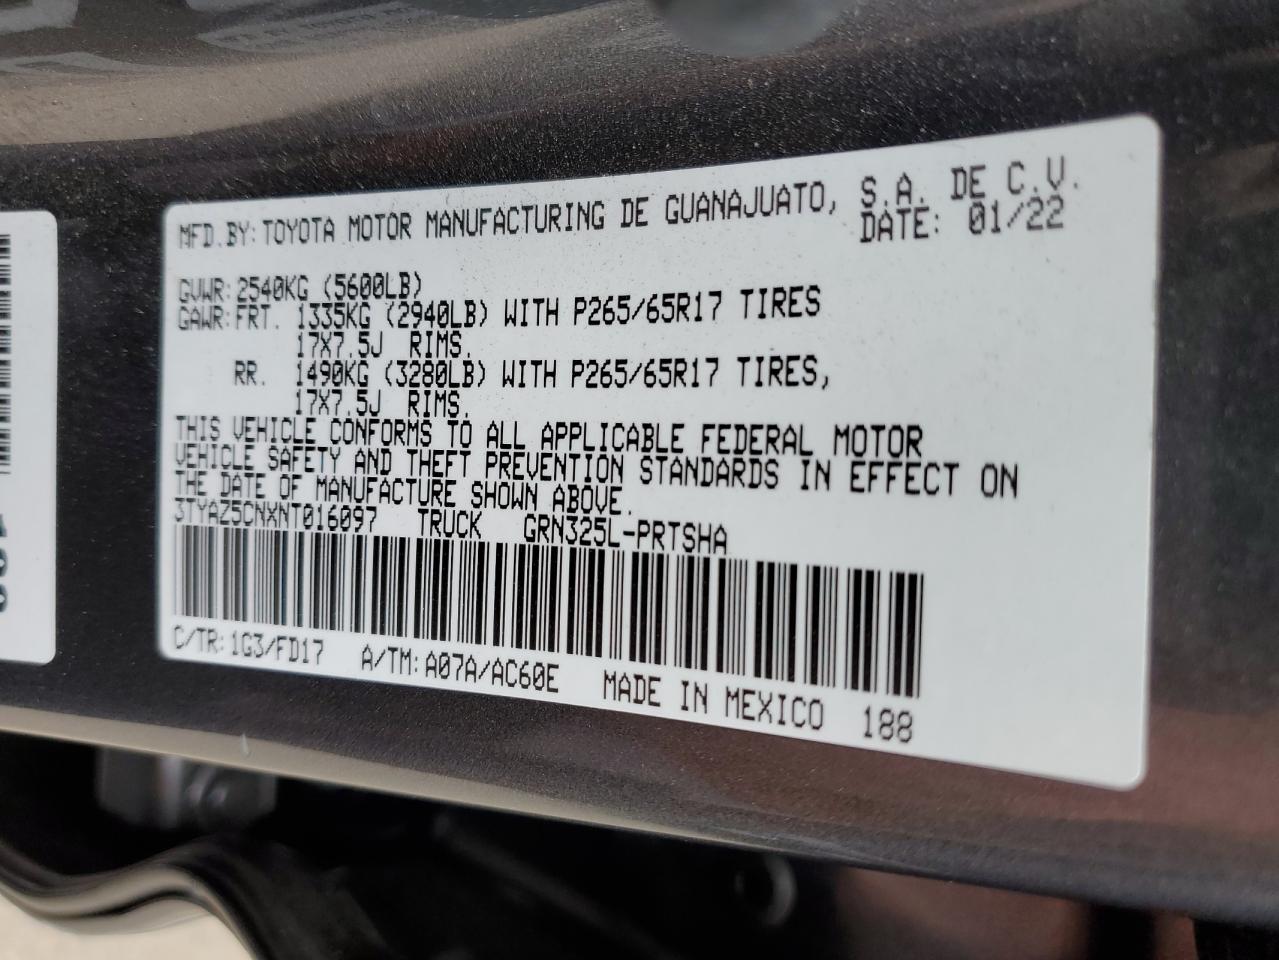 MFD.BY: TOYOTA MOTOR MANUFACTURING DE GUANAJUATO, S.A. DE C.V.
DATE: 01/22
GVWR: 2540KG (5600LB)
GAWR: FRT. 1335KG (2940LB) WITH P265/65R17 TIRES
17X7.5J RIMS.
RR. 1490KG (3280LB) WITH P265/65R17 TIRES,
17X7.5J RIMS.
THIS VEHICLE CONFORMS TO ALL APPLICABLE FEDERAL MOTOR
VEHICLE SAFETY AND THEFT PREVENTION STANDARDS IN EFFECT ON
THE DATE OF MANUFACTURE SHOWN ABOVE.
3TYAZ5CNXNT016097 TRUCK GRN325L-PRTSHA
C/TR: 1G3/FD17 A/TM: A07A/AC60E MADE IN MEXICO 188